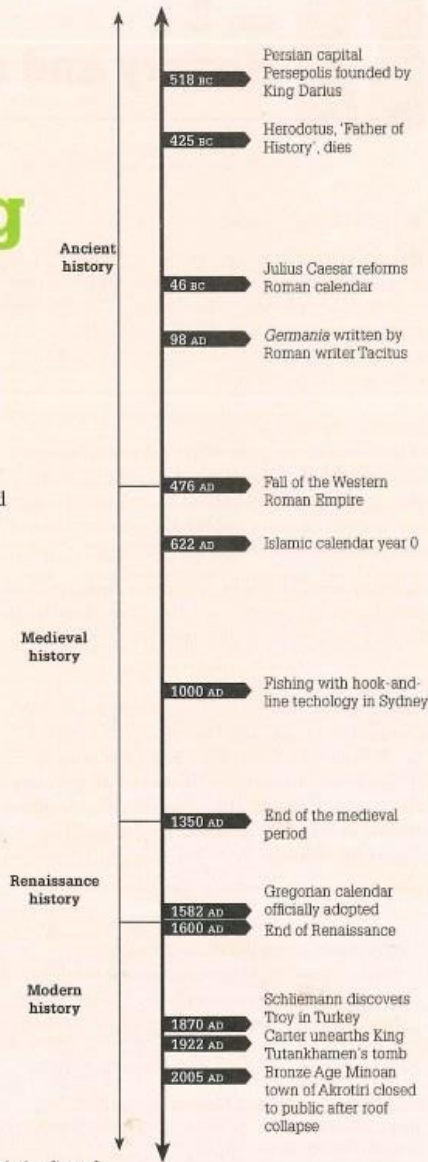 g
518 BC
Persian capital
Persepolis founded by
King Darius
425 BC
Herodotus, 'Father of
History', dies
Ancient
history
46 BC
Julius Caesar reforms
Roman calendar
98 AD
Germania written by
Roman writer Tacitus
476 AD
Fall of the Western
Roman Empire
622 AD
Islamic calendar year 0
Medieval
history
1000 AD
Fishing with hook-and-
line techology in Sydney
1350 AD
End of the medieval
period
Renaissance
history
1582 AD
Gregorian calendar
officially adopted
1600 AD
End of Renaissance
Modern
history
1870 AD
Schliemann discovers
Troy in Turkey
1922 AD
Carter unearths King
Tutankhamen's tomb
2005 AD
Bronze Age Minoan
town of Akrotiri closed
to public after roof
collapse